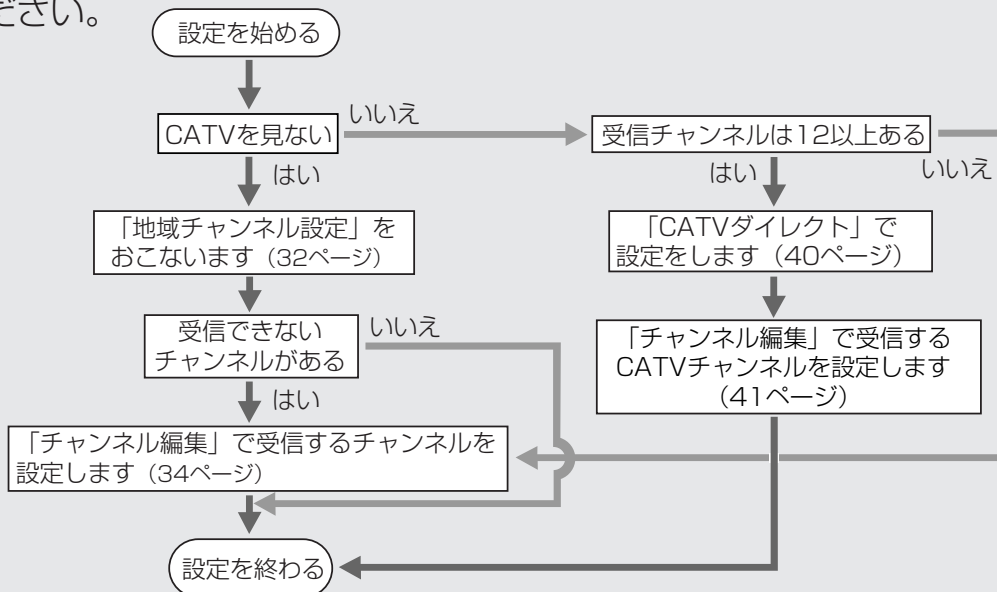 ださい。
設定を始める
CATVを見ない
いいえ
はい
「地域チャンネル設定」を
おこないます（32ページ）
受信できない
チャンネルがある
いいえ
はい
「チャンネル編集」で受信するチャンネルを
設定します（34ページ）
設定を終わる
受信チャンネルは12以上ある
はい
いいえ
「CATVダイレクト」で
設定をします（40ページ）
「チャンネル編集」で受信する
CATVチャンネルを設定します
（41ページ）